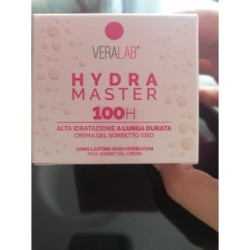 VERALAB®
HYDRA
MASTER
100H
ALTA IDRATAZIONE A LUNGA DURATA
CREMA GEL SORBETTO VISO
LONG LASTING HIGH HYDRATION
FACE SORBET GEL CREAM